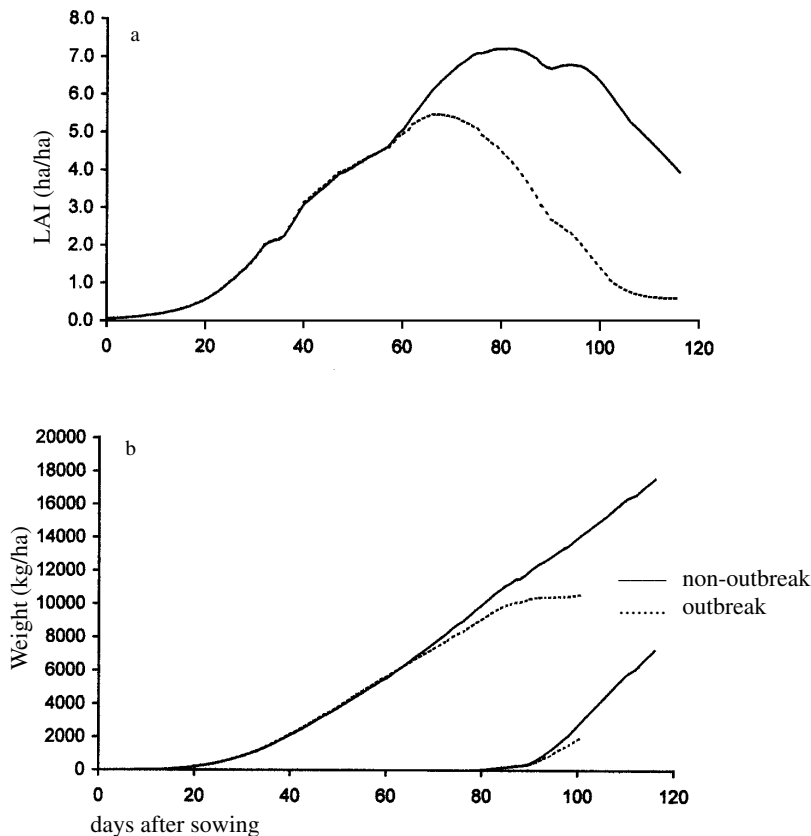 a
8.0
7.0
6.0
5.0
4.0
3.0
2.0
1.0
0.0
LAI (ha/ha)
0 20 40 60 80 100 120
b
20000
18000
16000
14000
12000
10000
8000
6000
4000
2000
0
Weight (kg/ha)
non-outbreak
outbreak
0 20 40 60 80 100 120
days after sowing